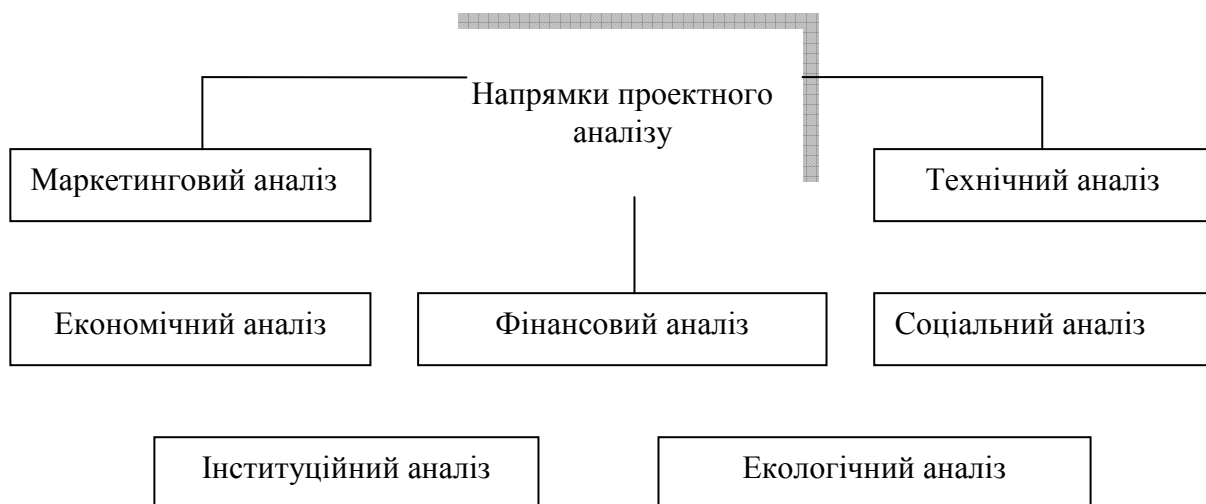 Напрямки проектного
аналізу
Маркетинговий аналіз
Технічний аналіз
Економічний аналіз
Фінансовий аналіз
Соціальний аналіз
Інституційний аналіз
Екологічний аналіз